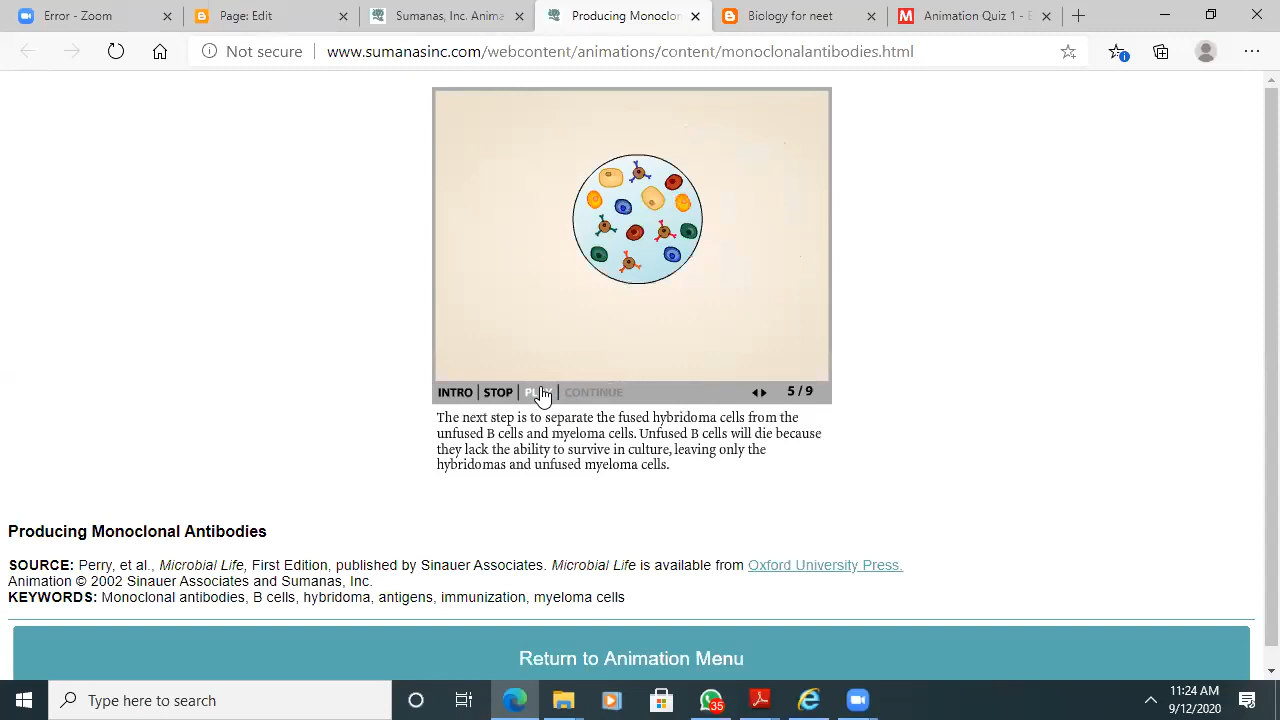 Error - Zoom
Page: Edit
Sumanas, Inc. Anima
Producing Monoclon
Biology for neet
Animation Quiz 1 - E
Not secure | www.sumanasinc.com/webcontent/animations/content/monoclonalantibodies.html
INTRO | STOP | PLAY | CONTINUE 5 / 9
The next step is to separate the fused hybridoma cells from the
unfused B cells and myeloma cells. Unfused B cells will die because
they lack the ability to survive in culture, leaving only the
hybridomas and unfused myeloma cells.
Producing Monoclonal Antibodies
SOURCE: Perry, et al., Microbial Life, First Edition, published by Sinauer Associates. Microbial Life is available from Oxford University Press.
Animation © 2002 Sinauer Associates and Sumanas, Inc.
KEYWORDS: Monoclonal antibodies, B cells, hybridoma, antigens, immunization, myeloma cells
Return to Animation Menu
Type here to search
35
11:24 AM
9/12/2020